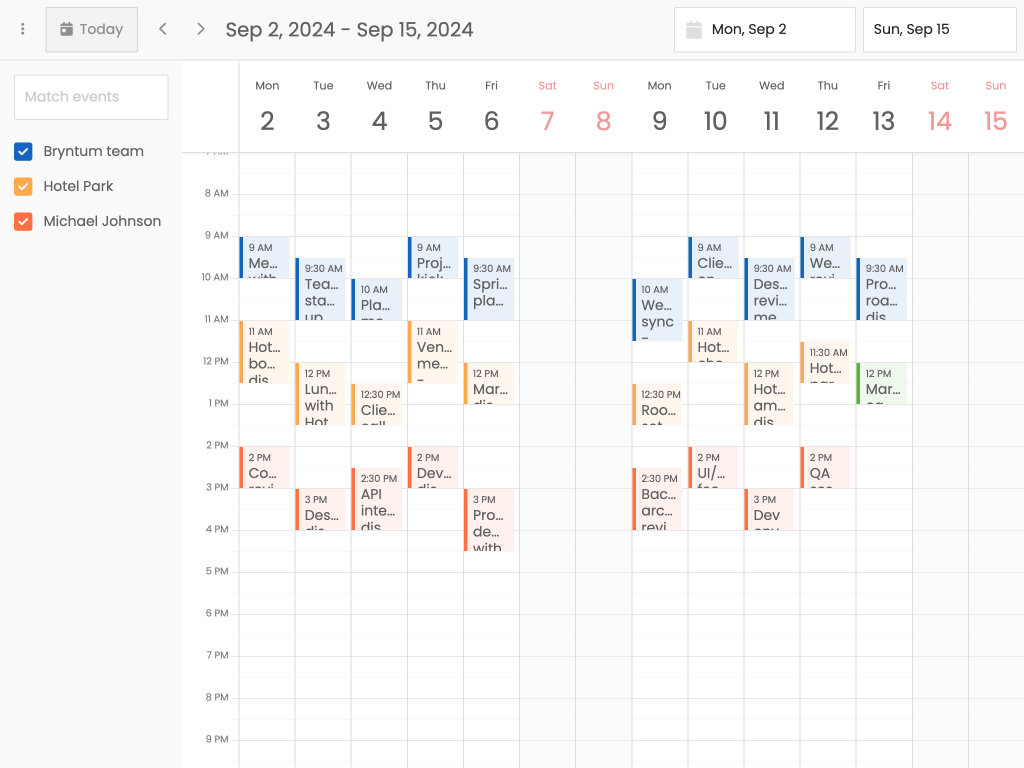 Today
Sep 2, 2024 - Sep 15, 2024
Mon, Sep 2
Sun, Sep 15
Match events
Bryntum team
Hotel Park
Michael Johnson
Mon Tue Wed Thu Fri Sat Sun Mon Tue Wed Thu Fri Sat Sun
2 3 4 5 6 7 8 9 10 11 12 13 14 15
8 AM
9 AM
10 AM
11 AM
12 PM
1 PM
2 PM
3 PM
4 PM
5 PM
6 PM
7 PM
8 PM
9 PM
9 AM
Me...
with
11 AM
Hot...
bo...
dis
2 PM
Co...
revi
9:30 AM
Tea...
sta...
up
12 PM
Lun...
with
Hot
3 PM
Des...
dis
10 AM
Pla...
me
12:30 PM
Clie...
call
2:30 PM
API
inte...
dis
9 AM
Proj...
kick
11 AM
Ven...
me...
-
2 PM
Dev...
dis
9:30 AM
Spri...
pla...
12 PM
Mar...
dis
3 PM
Pro...
de...
with
10 AM
We...
sync
-
12:30 PM
Roo...
set
2:30 PM
Bac...
arc...
revi
9 AM
Clie...
on
11 AM
Hot...
2 PM
UI/...
fee
9:30 AM
Des...
revi...
me
12 PM
Hot...
am...
dis
3 PM
Dev
env
9 AM
We...
revi
11:30 AM
Hot...
par
2 PM
QA
ses
9:30 AM
Pro...
roa...
dis
12 PM
Mar...